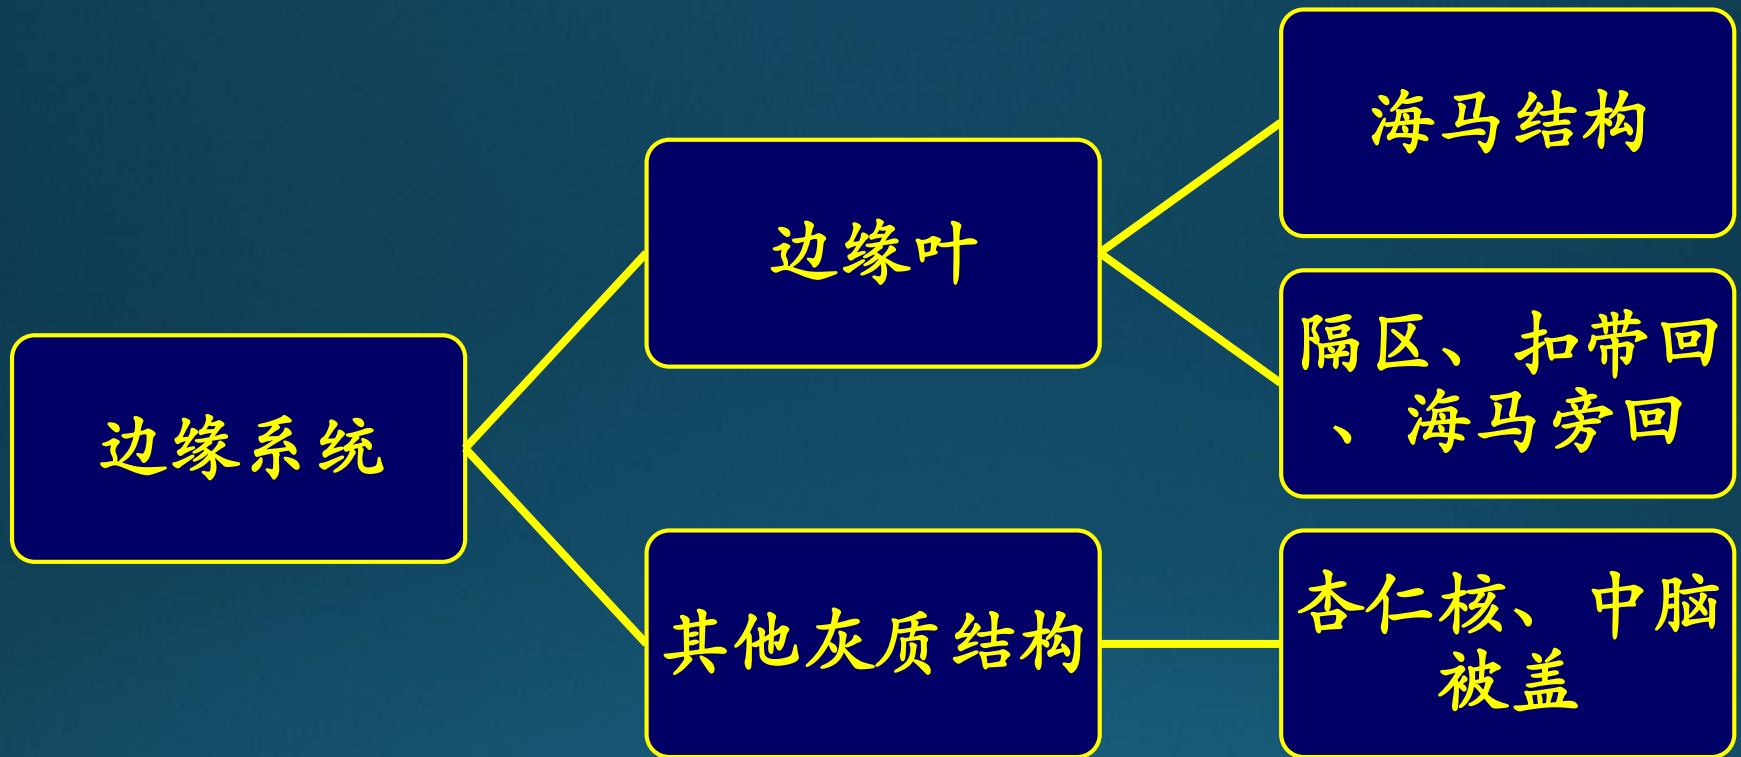 边缘系统
边缘叶
海马结构
隔区、扣带回
、海马旁回
其他灰质结构
杏仁核、中脑
被盖